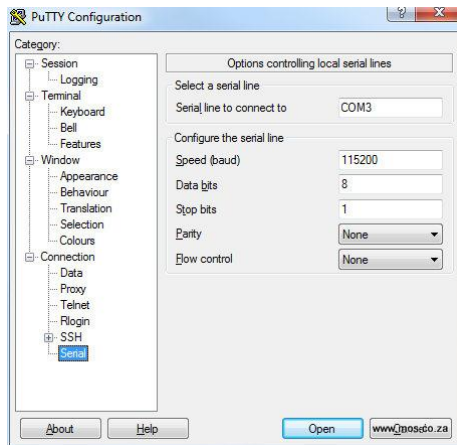 PuTTY Configuration
Category:
Session
Logging
Terminal
Keyboard
Bell
Features
Window
Appearance
Behaviour
Translation
Selection
Colours
Connection
Data
Proxy
Telnet
Rlogin
SSH
Serial
Options controlling local serial lines
Select a serial line
Serial line to connect to COM3
Configure the serial line
Speed (baud) 115200
Data bits 8
Stop bits 1
Parity None
Flow control None
About Help Open